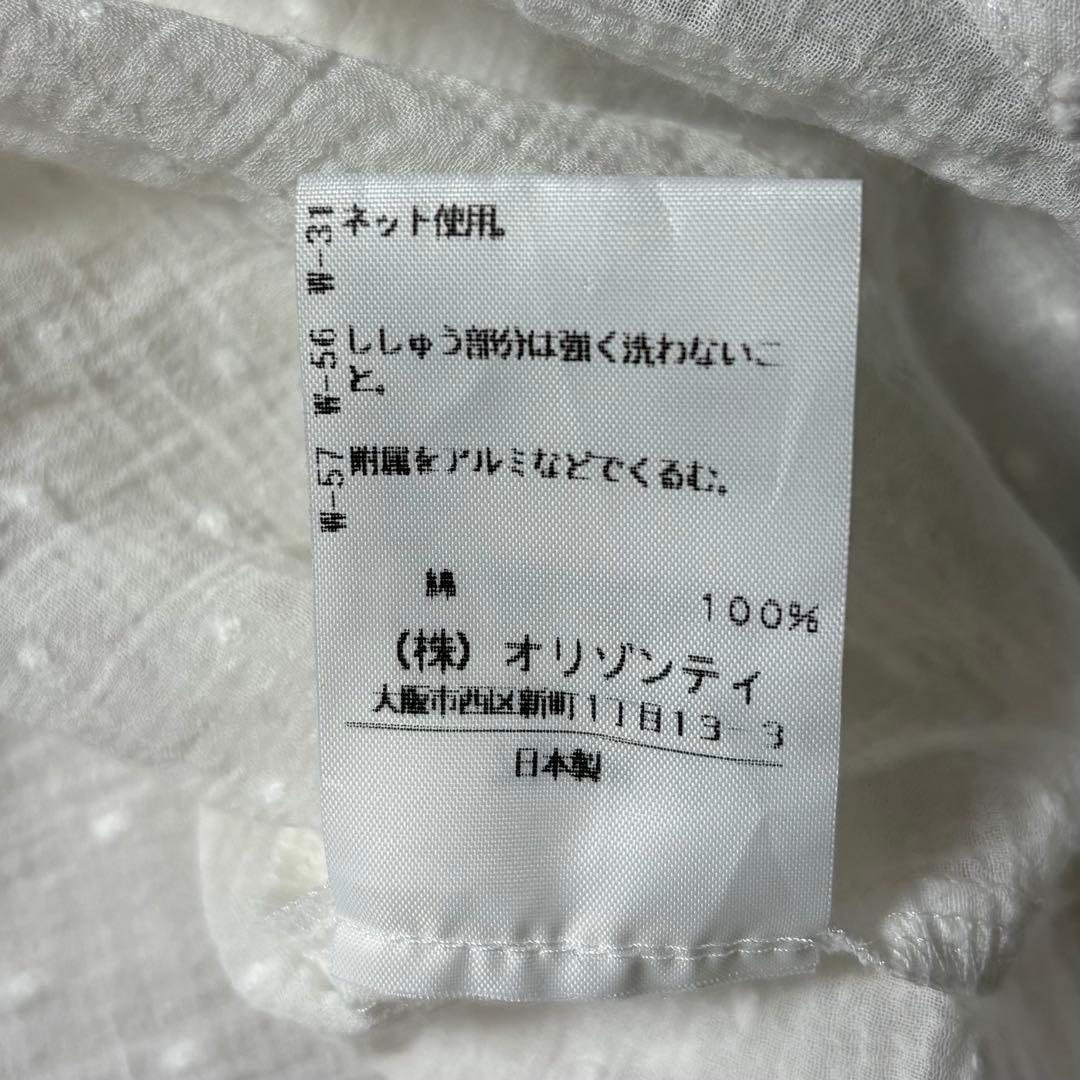 W-31 ネット使用。
W-56 ししゅう部分は強く洗わないこ
と。
W-57 附属をアルミなどでくるむ。
綿 100%
(株) オリゾンティ
大阪市西区新町1丁目13-3
日本製